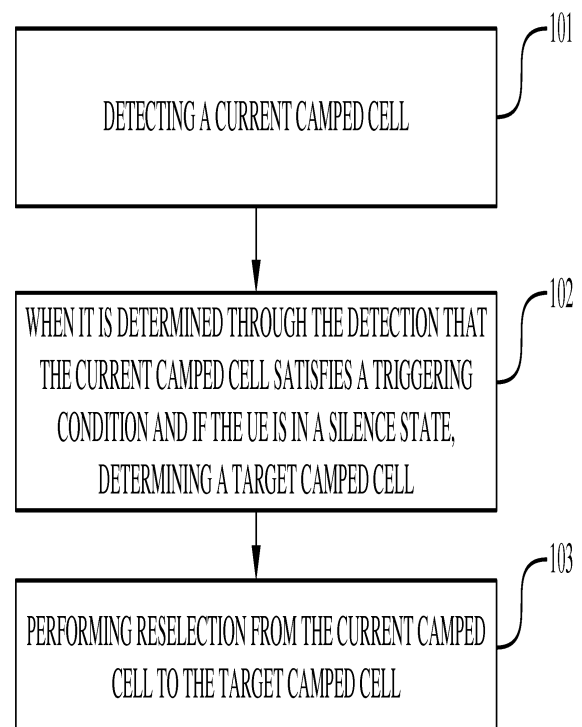 101
DETECTING A CURRENT CAMPED CELL
102
WHEN IT IS DETERMINED THROUGH THE DETECTION THAT
THE CURRENT CAMPED CELL SATISFIES A TRIGGERING
CONDITION AND IF THE UE IS IN A SILENCE STATE,
DETERMINING A TARGET CAMPED CELL
103
PERFORMING RESELECTION FROM THE CURRENT CAMPED
CELL TO THE TARGET CAMPED CELL